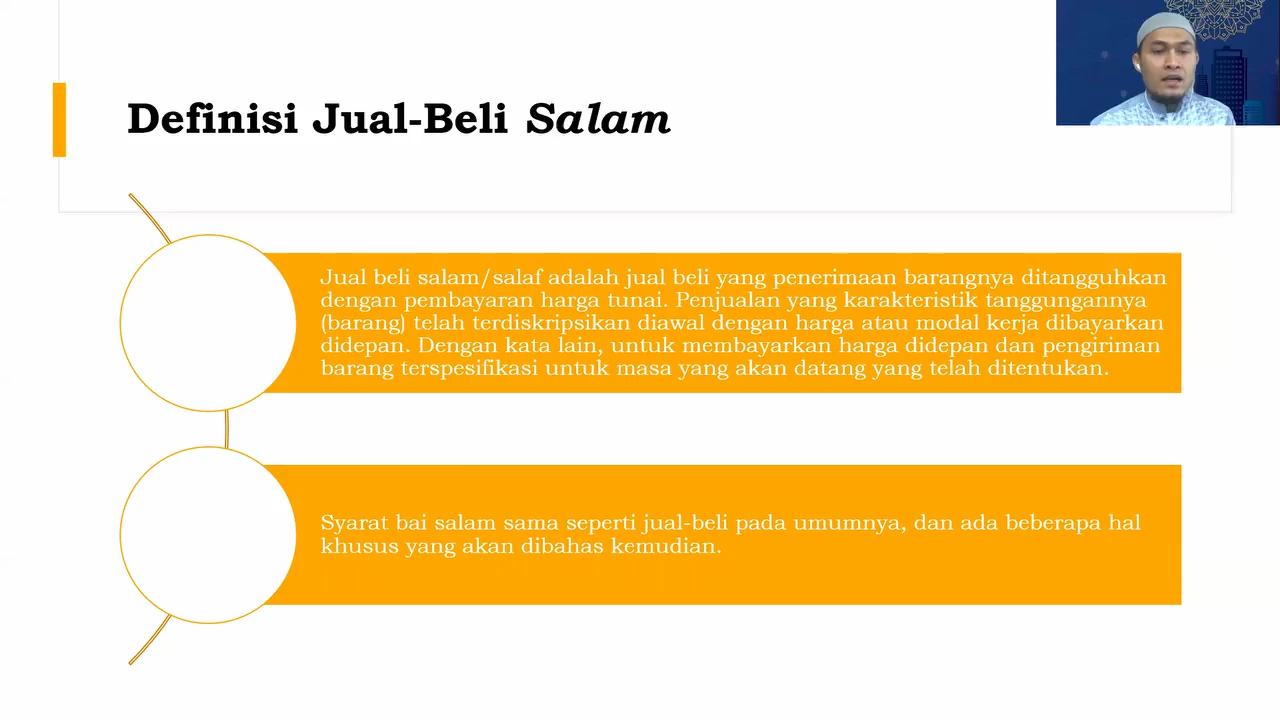 Definisi Jual-Beli Salam
Jual beli salam/salaf adalah jual beli yang penerimaan barangnya ditangguhkan
dengan pembayaran harga tunai. Penjualan yang karakteristik tanggungannya
(barang) telah terdiskripsikan diawal dengan harga atau modal kerja dibayarkan
didepan. Dengan kata lain, untuk membayarkan harga didepan dan pengiriman
barang terspesifikasi untuk masa yang akan datang yang telah ditentukan.
Syarat bai salam sama seperti jual-beli pada umumnya, dan ada beberapa hal
khusus yang akan dibahas kemudian.